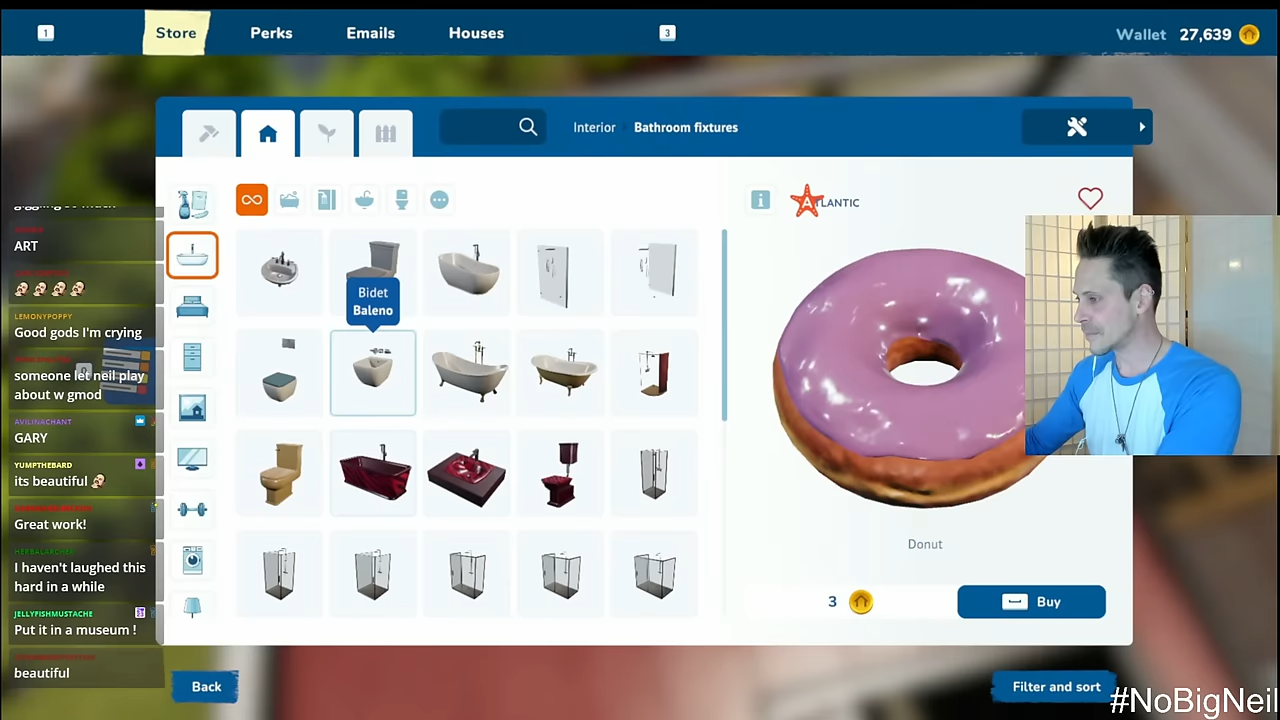 1
Store
Perks
Emails
Houses
3
Wallet 27,639
Interior
Bathroom fixtures
ATLANTIC
ART
LEMONYPOPPY
Good gods I'm crying
someone let neil play
about w gmod
AVILINACHANT
GARY
YUMPTHEBARD
its beautiful
Great work!
HERBALARCHER
I haven't laughed this
hard in a while
JELLYFISHMUSTACHE
Put it in a museum !
beautiful
Bidet
Baleno
Donut
3
Buy
Back
Filter and sort
#NoBigNeil